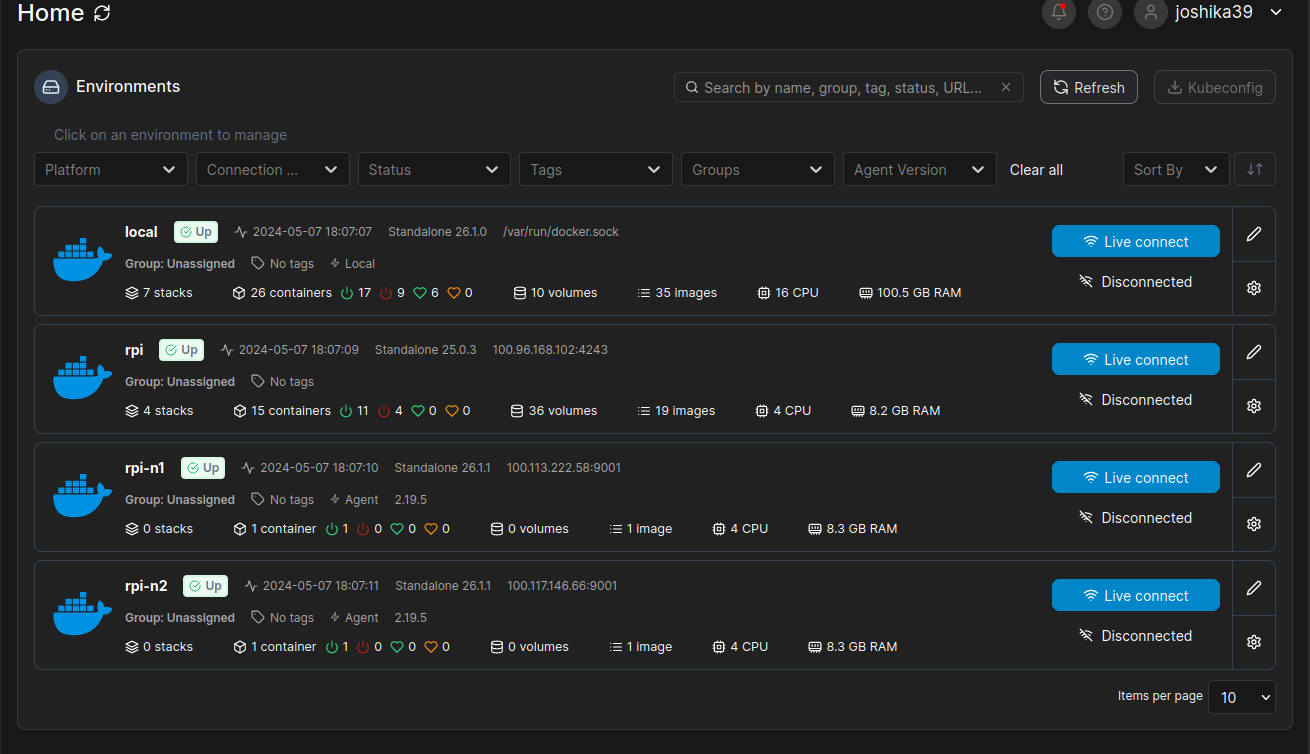 Home
joshika39
Environments
Search by name, group, tag, status, URL...
Refresh
Kubeconfig
Click on an environment to manage
Platform
Connection ...
Status
Tags
Groups
Agent Version
Clear all
Sort By
local Up 2024-05-07 18:07:07 Standalone 26.1.0 /var/run/docker.sock
Live connect
Group: Unassigned No tags Local
Disconnected
7 stacks 26 containers 17 9 6 0 10 volumes 35 images 16 CPU 100.5 GB RAM
rpi Up 2024-05-07 18:07:09 Standalone 25.0.3 100.96.168.102:4243
Live connect
Group: Unassigned No tags
Disconnected
4 stacks 15 containers 11 4 0 0 36 volumes 19 images 4 CPU 8.2 GB RAM
rpi-n1 Up 2024-05-07 18:07:10 Standalone 26.1.1 100.113.222.58:9001
Live connect
Group: Unassigned No tags Agent 2.19.5
Disconnected
0 stacks 1 container 1 0 0 0 0 volumes 1 image 4 CPU 8.3 GB RAM
rpi-n2 Up 2024-05-07 18:07:11 Standalone 26.1.1 100.117.146.66:9001
Live connect
Group: Unassigned No tags Agent 2.19.5
Disconnected
0 stacks 1 container 1 0 0 0 0 volumes 1 image 4 CPU 8.3 GB RAM
Items per page 10